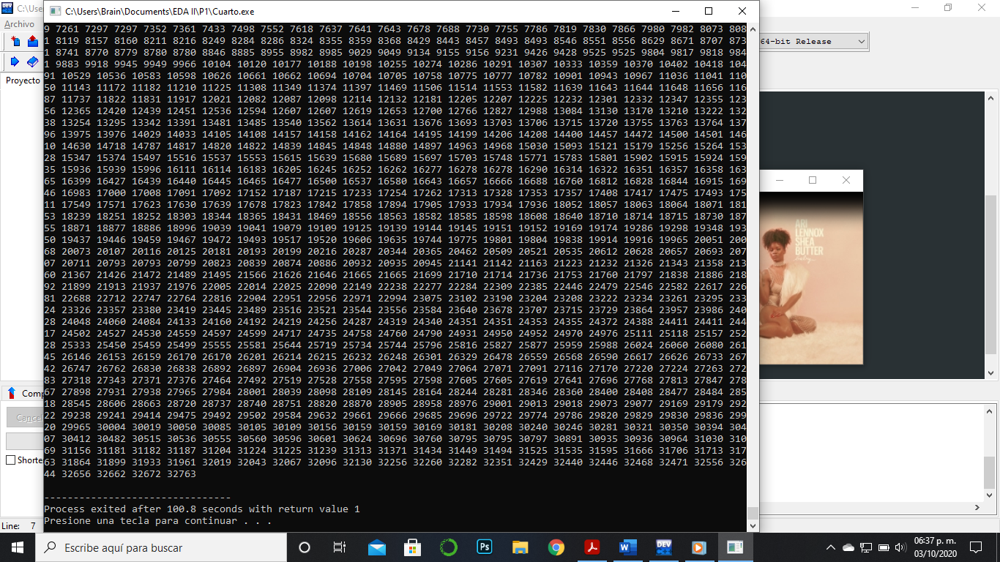 C:\Use
Archivo
Proyecto
Comp
Cancel
Shorte
Line: 7
C:\Users\Brain\Documents\EDA II\P1\Cuarto.exe
9 7261 7297 7297 7352 7361 7433 7498 7552 7618 7637 7641 7643 7678 7688 7730 7755 7786 7819 7830 7866 7980 7982 8073 808
1 8119 8157 8160 8211 8216 8249 8284 8286 8324 8355 8359 8368 8429 8443 8457 8493 8493 8546 8551 8556 8629 8671 8707 873
1 8741 8770 8779 8780 8780 8846 8885 8955 8982 8985 9029 9049 9134 9155 9156 9231 9426 9428 9525 9525 9804 9817 9818 984
1 9883 9918 9945 9949 9966 10104 10120 10177 10188 10198 10255 10274 10286 10291 10307 10333 10359 10370 10402 10418 104
91 10529 10536 10583 10598 10626 10661 10662 10694 10704 10705 10758 10775 10777 10782 10901 10943 10967 11036 11041 110
50 11143 11172 11182 11210 11225 11308 11349 11374 11397 11469 11506 11514 11553 11582 11639 11643 11644 11648 11656 116
87 11737 11822 11831 11917 12021 12082 12087 12098 12114 12132 12181 12205 12207 12225 12232 12301 12332 12347 12355 123
56 12365 12420 12439 12451 12536 12594 12607 12607 12619 12653 12700 12766 12827 12988 13084 13130 13170 13210 13222 132
38 13254 13295 13342 13391 13481 13485 13540 13562 13614 13631 13676 13693 13703 13706 13715 13720 13755 13763 13764 137
96 13975 13976 14029 14033 14105 14108 14157 14158 14162 14164 14195 14199 14206 14208 14400 14457 14472 14500 14501 146
10 14630 14718 14787 14817 14820 14822 14839 14845 14848 14880 14897 14963 14968 15030 15093 15121 15179 15256 15264 153
28 15347 15374 15497 15516 15537 15553 15615 15639 15680 15689 15697 15703 15748 15771 15783 15801 15902 15915 15924 159
35 15936 15939 15996 16111 16114 16183 16205 16245 16252 16262 16277 16278 16278 16290 16314 16322 16351 16357 16358 163
65 16399 16427 16439 16440 16445 16465 16477 16500 16537 16580 16643 16657 16666 16688 16760 16812 16828 16844 16915 169
46 16983 17000 17008 17091 17092 17152 17187 17215 17233 17254 17262 17313 17328 17353 17357 17408 17417 17475 17493 175
11 17549 17571 17623 17630 17639 17678 17823 17842 17858 17894 17905 17933 17934 17936 18052 18057 18063 18064 18071 181
53 18239 18251 18252 18303 18344 18365 18431 18469 18556 18563 18582 18585 18598 18608 18640 18710 18714 18715 18730 187
55 18871 18877 18886 18996 19039 19041 19079 19109 19125 19139 19144 19145 19151 19152 19169 19174 19286 19298 19348 193
50 19437 19446 19459 19467 19472 19493 19517 19520 19606 19635 19744 19775 19801 19804 19838 19914 19916 19965 20051 200
68 20073 20107 20116 20125 20181 20193 20199 20216 20287 20344 20365 20462 20509 20521 20535 20612 20628 20657 20693 207
07 20711 20793 20793 20799 20823 20839 20874 20886 20932 20935 20945 21141 21142 21163 21223 21232 21326 21343 21358 213
60 21367 21426 21472 21489 21495 21566 21626 21646 21665 21665 21699 21710 21714 21736 21753 21760 21797 21838 21886 218
92 21899 21913 21937 21976 22005 22014 22025 22090 22149 22238 22277 22284 22309 22385 22446 22479 22546 22582 22617 226
81 22688 22712 22747 22764 22816 22904 22951 22956 22971 22994 23075 23102 23190 23204 23208 23222 23234 23261 23295 233
24 23326 23357 23380 23419 23445 23489 23516 23521 23544 23556 23584 23640 23678 23707 23715 23729 23864 23957 23986 240
28 24048 24060 24084 24133 24160 24192 24219 24256 24287 24319 24340 24351 24351 24353 24355 24372 24388 24411 24411 244
17 24502 24527 24530 24559 24597 24599 24717 24735 24758 24760 24790 24931 24950 24952 24970 24976 25111 25118 25157 252
28 25333 25450 25459 25499 25555 25581 25644 25719 25734 25744 25796 25816 25827 25877 25959 25988 26024 26060 26080 261
45 26146 26153 26159 26170 26170 26201 26214 26215 26232 26248 26301 26329 26478 26559 26568 26590 26617 26626 26733 267
42 26747 26762 26830 26838 26892 26897 26904 26936 27006 27042 27049 27064 27071 27091 27116 27170 27220 27224 27263 272
83 27318 27343 27371 27376 27464 27492 27519 27528 27558 27595 27598 27605 27605 27619 27641 27696 27768 27813 27847 278
67 27898 27931 27938 27965 27984 28001 28039 28098 28109 28145 28164 28244 28281 28346 28360 28400 28408 28477 28484 285
18 28545 28606 28663 28720 28737 28740 28751 28820 28870 28905 28958 28976 29001 29013 29018 29073 29077 29169 29179 292
22 29238 29241 29414 29475 29492 29502 29584 29632 29661 29666 29685 29696 29722 29774 29786 29820 29829 29830 29836 299
20 29965 30004 30019 30050 30085 30105 30109 30156 30159 30159 30169 30181 30208 30240 30246 30281 30321 30350 30394 304
07 30412 30482 30515 30536 30555 30560 30596 30601 30624 30696 30760 30795 30795 30797 30891 30935 30936 30964 31030 310
69 31156 31181 31182 31187 31204 31224 31225 31239 31313 31371 31434 31449 31494 31525 31535 31595 31666 31706 31713 317
63 31864 31899 31933 31961 32019 32043 32067 32096 32130 32256 32260 32282 32351 32429 32440 32446 32468 32471 32556 326
44 32656 32662 32672 32763
--------------------------------
Process exited after 100.8 seconds with return value 1
Presione una tecla para continuar . . .
64-bit Release
ARI
LENNOX
SHEA
BUTTER
baby
Escribe aquí para buscar
Ps
W
DEV
06:37 p. m.
03/10/2020